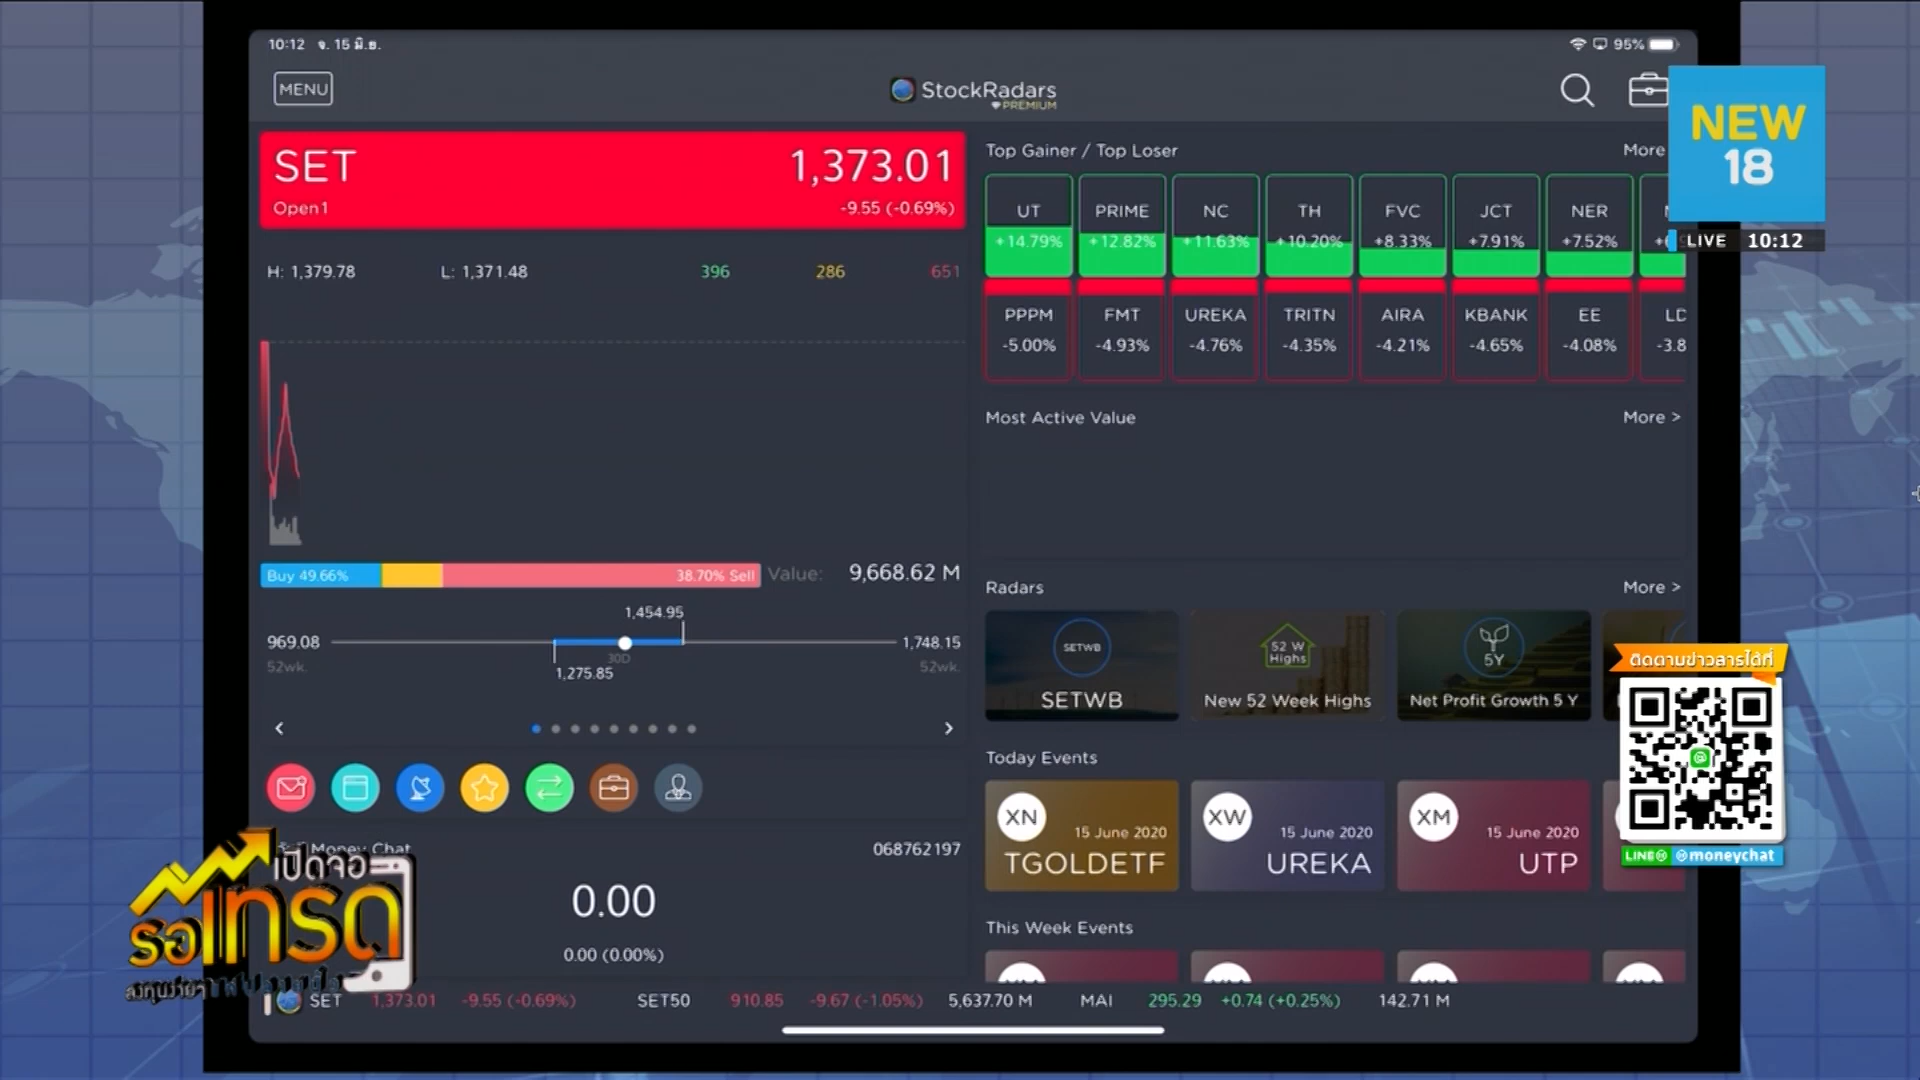 10:12 จ. 15 มิ.ย.
95%
MENU
StockRadars
PREMIUM
NEW
18
LIVE 10:12
SET 1,373.01
Open1 -9.55 (-0.69%)
H: 1,379.78 L: 1,371.48 396 286 651
Buy 49.66% 38.70% Sell Value: 9,668.62 M
1,454.95
969.08 1,748.15
52wk. 30D 52wk.
1,275.85
Money Chat 068762197
0.00
0.00 (0.00%)
Top Gainer / Top Loser More
UT PRIME NC TH FVC JCT NER
+14.79% +12.82% +11.63% +10.20% +8.33% +7.91% +7.52%
PPPM FMT UREKA TRITN AIRA KBANK EE LD
-5.00% -4.93% -4.76% -4.35% -4.21% -4.65% -4.08% -3.8
Most Active Value More >
Radars More >
SETWB 52 W Highs 5Y
SETWB New 52 Week Highs Net Profit Growth 5 Y
Today Events
XN XW XM
15 June 2020 15 June 2020 15 June 2020
TGOLDETF UREKA UTP
This Week Events
ติดตามข่าวสารได้ที่
LINE@ @moneychat
เปิดจอ
รอเทรด
SET 1,373.01 -9.55 (-0.69%) SET50 910.85 -9.67 (-1.05%) 5,637.70 M MAI 295.29 +0.74 (+0.25%) 142.71 M